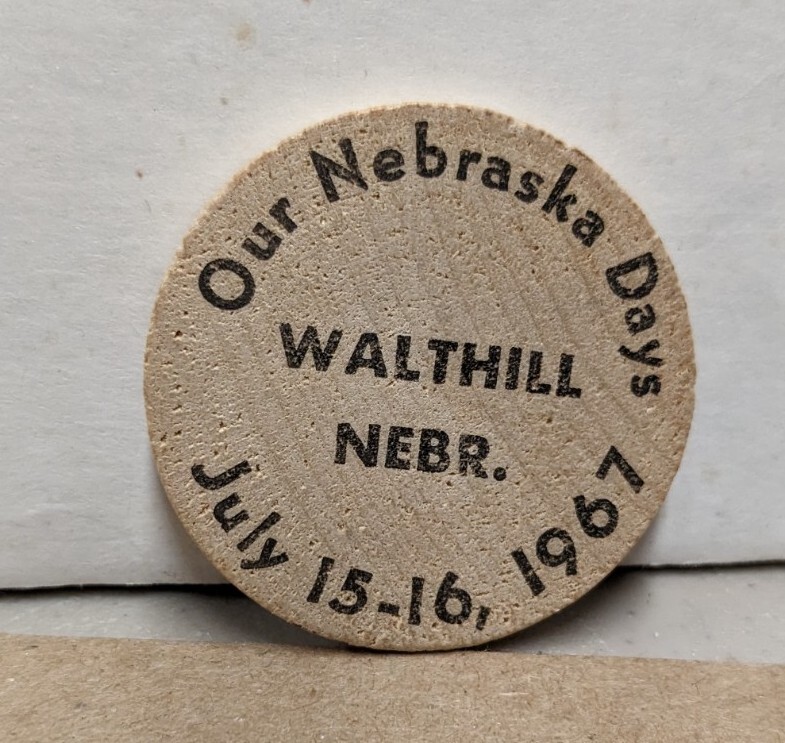 Our Nebraska Days
WALTHILL
NEBR.
July 15-16, 1967